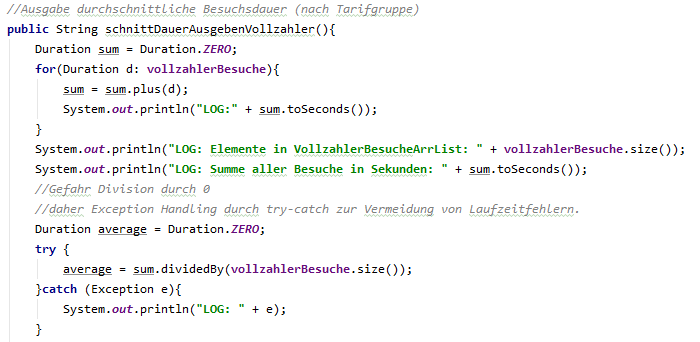 //Ausgabe durchschnittliche Besuchsdauer (nach Tarifgruppe)
public String schnittDauerAusgebenVollzahler(){
    Duration sum = Duration.ZERO;
    for(Duration d: vollzahlerBesuche){
        sum = sum.plus(d);
        System.out.println("LOG:" + sum.toSeconds());
    }
    System.out.println("LOG: Elemente in VollzahlerBesucheArrList: " + vollzahlerBesuche.size());
    System.out.println("LOG: Summe aller Besuche in Sekunden: " + sum.toSeconds());
    //Gefahr Division durch 0
    //daher Exception Handling durch try-catch zur Vermeidung von Laufzeitfehlern.
    Duration average = Duration.ZERO;
    try {
        average = sum.dividedBy(vollzahlerBesuche.size());
    }catch (Exception e){
        System.out.println("LOG: " + e);
    }